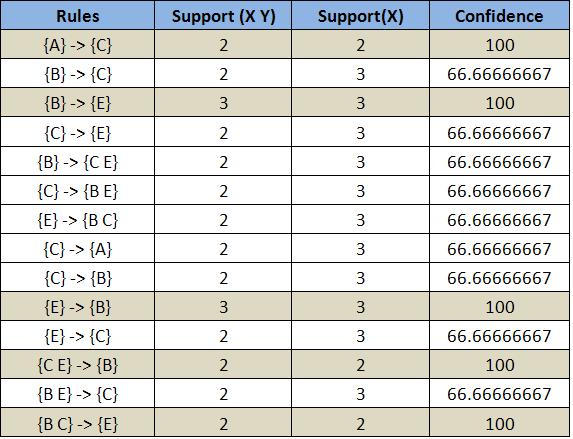 Rules Support (X Y) Support(X) Confidence
{A} -> {C} 2 2 100
{B} -> {C} 2 3 66.66666667
{B} -> {E} 3 3 100
{C} -> {E} 2 3 66.66666667
{B} -> {C E} 2 3 66.66666667
{C} -> {B E} 2 3 66.66666667
{E} -> {B C} 2 3 66.66666667
{C} -> {A} 2 3 66.66666667
{C} -> {B} 2 3 66.66666667
{E} -> {B} 3 3 100
{E} -> {C} 2 3 66.66666667
{C E} -> {B} 2 2 100
{B E} -> {C} 2 3 66.66666667
{B C} -> {E} 2 2 100